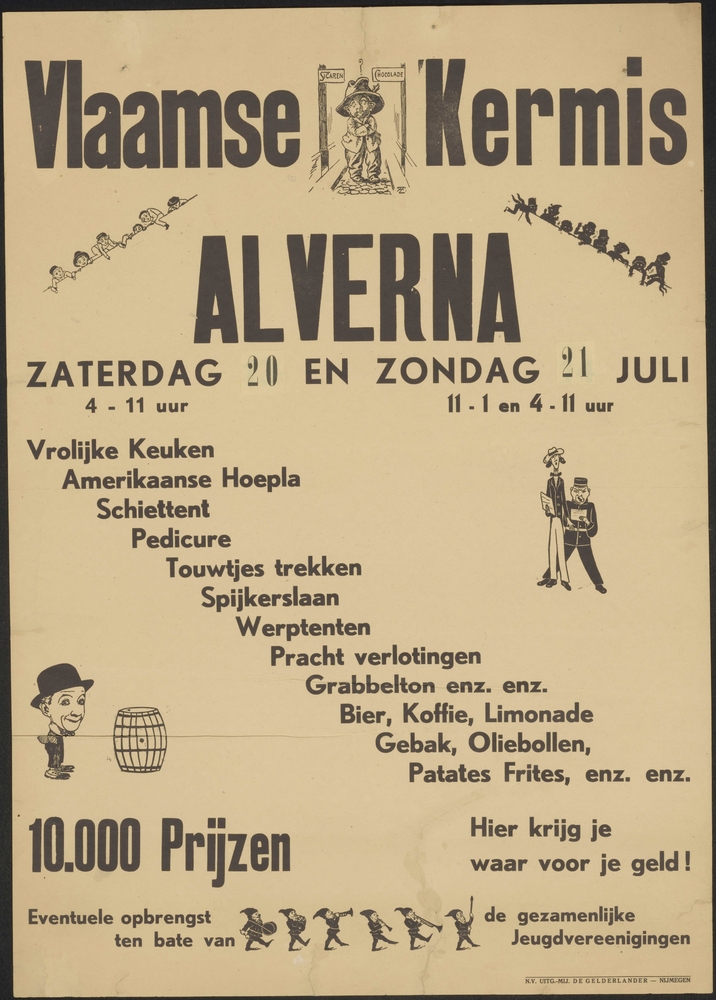 Vlaamse Kermis
SIGAREN CHOCOLADE
ALVERNA
ZATERDAG 20 EN ZONDAG 21 JULI
4 - 11 uur 11 - 1 en 4 - 11 uur
Vrolijke Keuken
Amerikaanse Hoepla
Schiettent
Pedicure
Touwtjes trekken
Spijkerslaan
Werptenten
Pracht verlotingen
Grabbelton enz. enz.
Bier, Koffie, Limonade
Gebak, Oliebollen,
Patates Frites, enz. enz.
10.000 Prijzen
Hier krijg je
waar voor je geld!
Eventuele opbrengst
ten bate van
de gezamenlijke
Jeugdvereenigingen
N.V. UITG.-MIJ. DE GELDERLANDER — NIJMEGEN